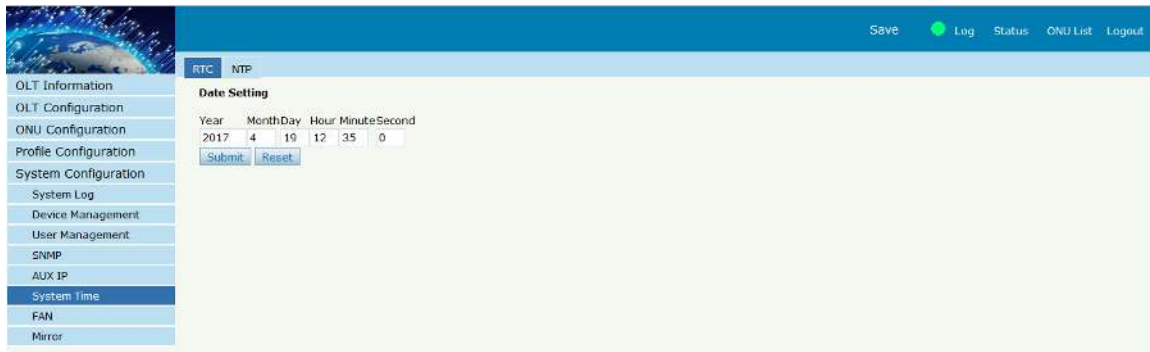 Save Log Status ONU List Logout
RTC NTP
OLT Information
OLT Configuration
ONU Configuration
Profile Configuration
System Configuration
System Log
Device Management
User Management
SNMP
AUX IP
System Time
FAN
Mirror
Date Setting
Year Month Day Hour Minute Second
2017 4 19 12 35 0
Submit Reset